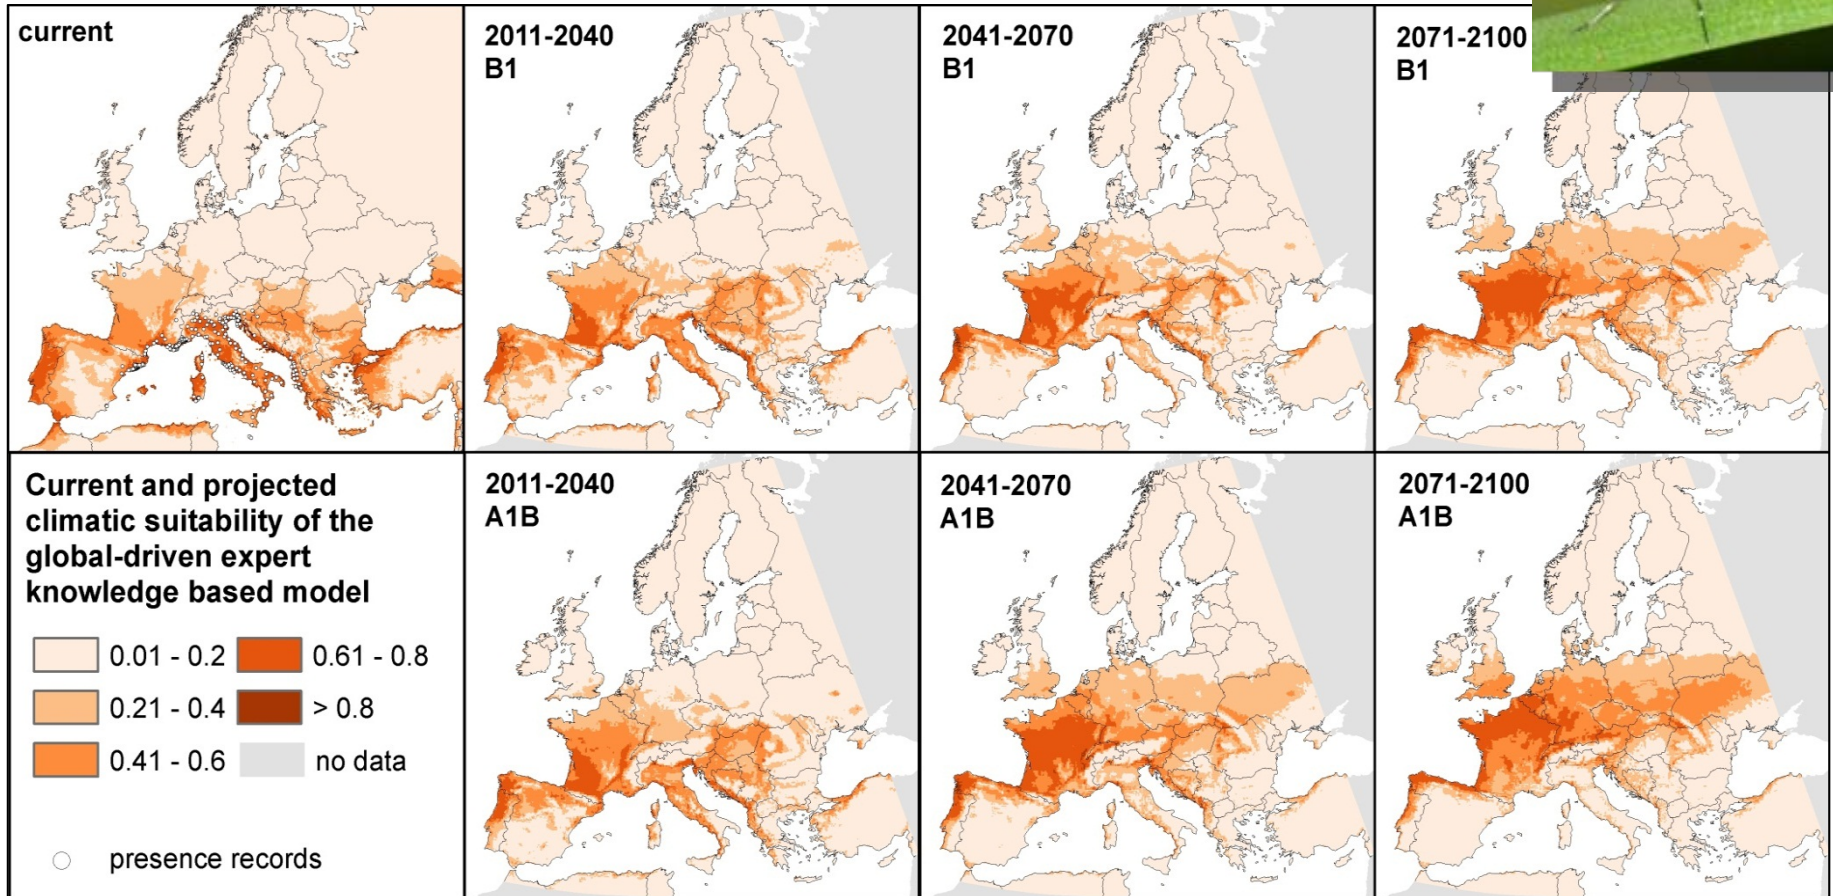 current
2011-2040
B1
2041-2070
B1
2071-2100
B1
Current and projected
climatic suitability of the
global-driven expert
knowledge based model
0.01 - 0.2
0.61 - 0.8
0.21 - 0.4
> 0.8
0.41 - 0.6
no data
presence records
2011-2040
A1B
2041-2070
A1B
2071-2100
A1B